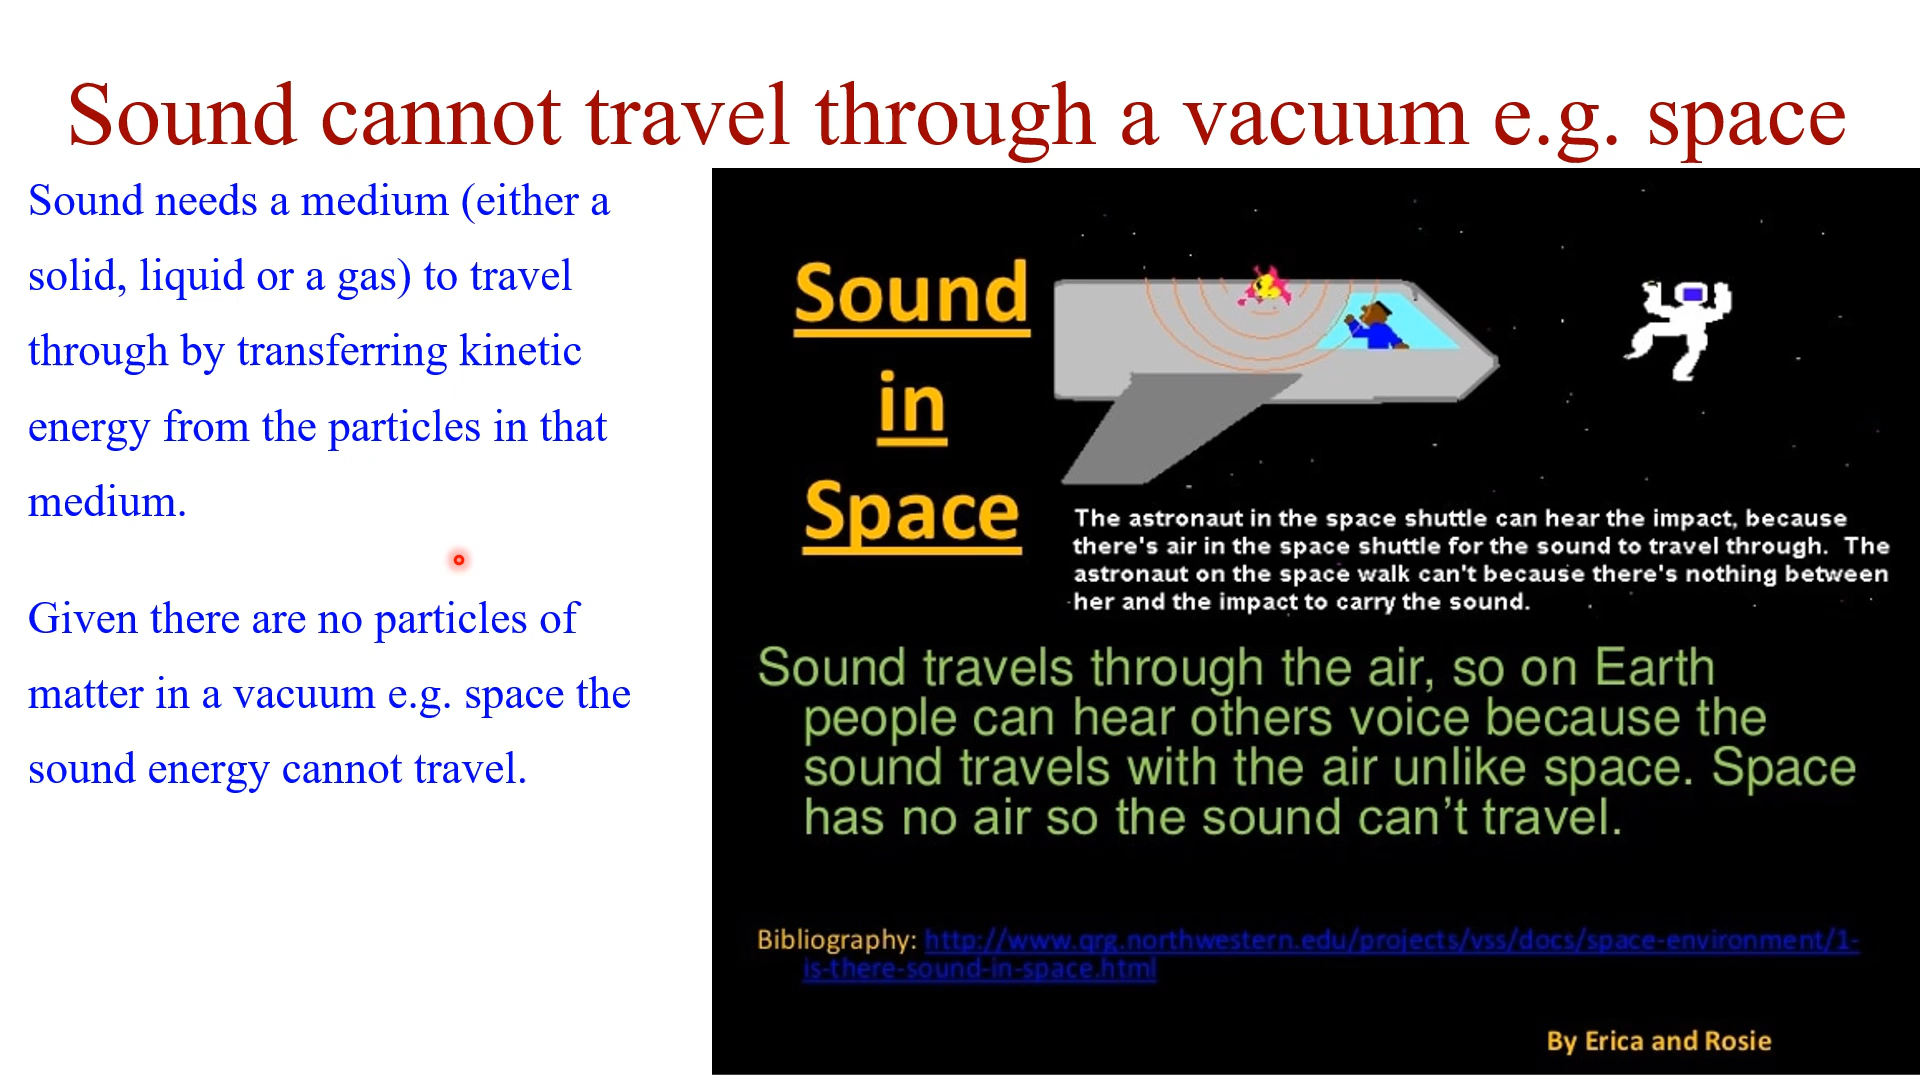 Sound cannot travel through a vacuum e.g. space
Sound needs a medium (either a
solid, liquid or a gas) to travel
through by transferring kinetic
energy from the particles in that
medium.
Given there are no particles of
matter in a vacuum e.g. space the
sound energy cannot travel.
Sound
in
Space
The astronaut in the space shuttle can hear the impact, because
there's air in the space shuttle for the sound to travel through. The
astronaut on the space walk can't because there's nothing between
her and the impact to carry the sound.
Sound travels through the air, so on Earth
people can hear others voice because the
sound travels with the air unlike space. Space
has no air so the sound can’t travel.
Bibliography: http://www.qrg.northwestern.edu/projects/vss/docs/space-environment/1-
is-there-sound-in-space.html
By Erica and Rosie